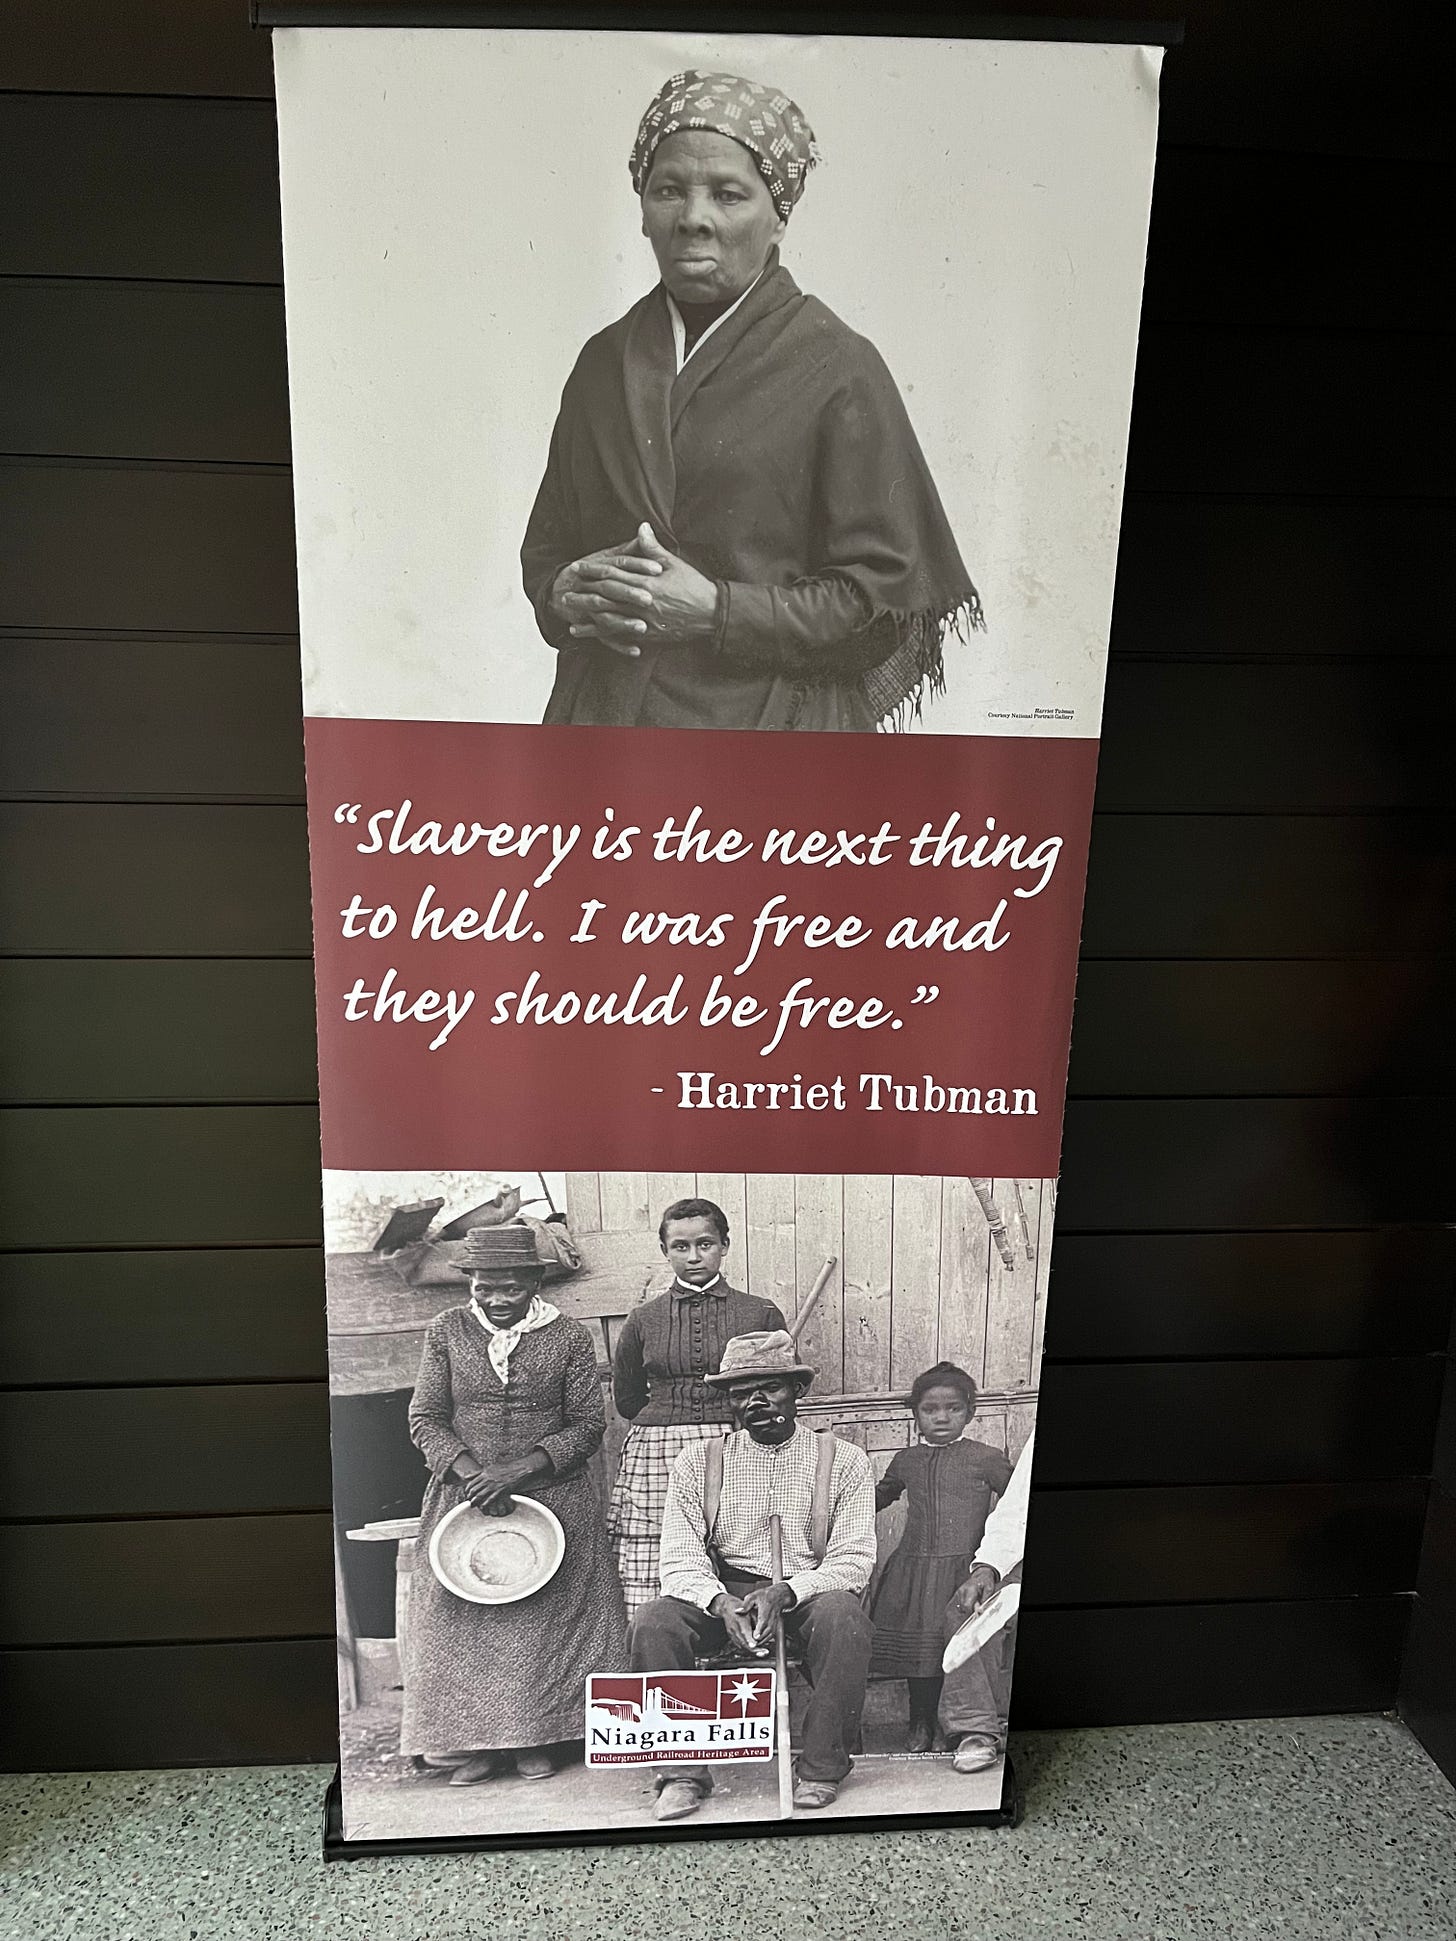 Harriet Tubman
Courtesy National Portrait Gallery
“Slavery is the next thing
to hell. I was free and
they should be free.”
- Harriet Tubman
Niagara Falls
Underground Railroad Heritage Area